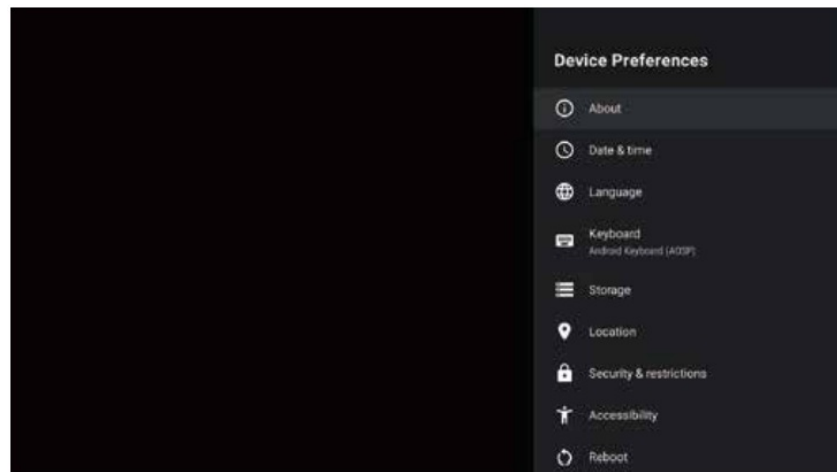 Device Preferences
About
Date & time
Language
Keyboard
Android Keyboard (AOSP)
Storage
Location
Security & restrictions
Accessibility
Reboot